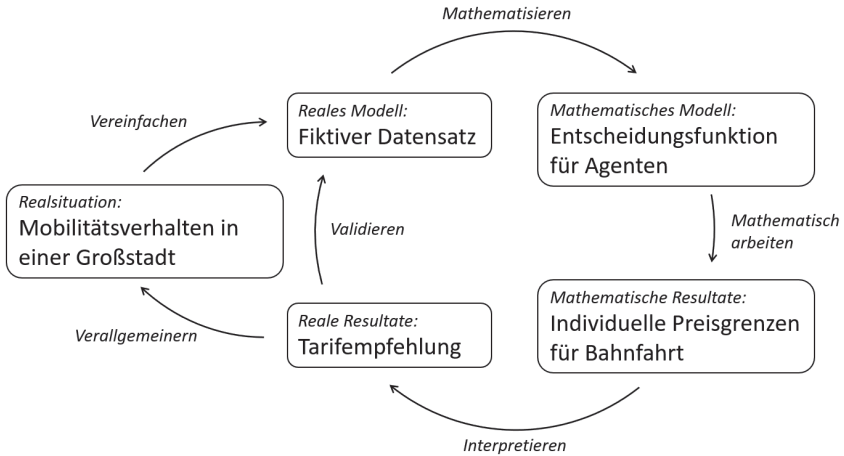 Mathematisieren
Reales Modell:
Fiktiver Datensatz
Mathematisches Modell:
Entscheidungsfunktion
für Agenten
Vereinfachen
Realsituation:
Mobilitätsverhalten in
einer Großstadt
Validieren
Mathematisch
arbeiten
Mathematische Resultate:
Individuelle Preisgrenzen
für Bahnfahrt
Reale Resultate:
Tarifempfehlung
Verallgemeinern
Interpretieren